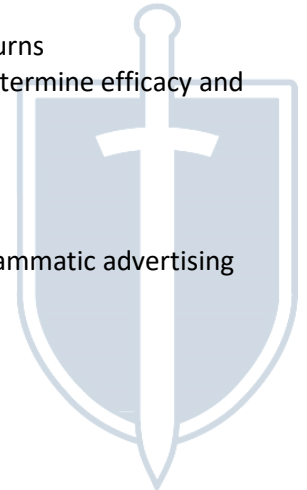 urns
termine efficacy and
ammatic advertising